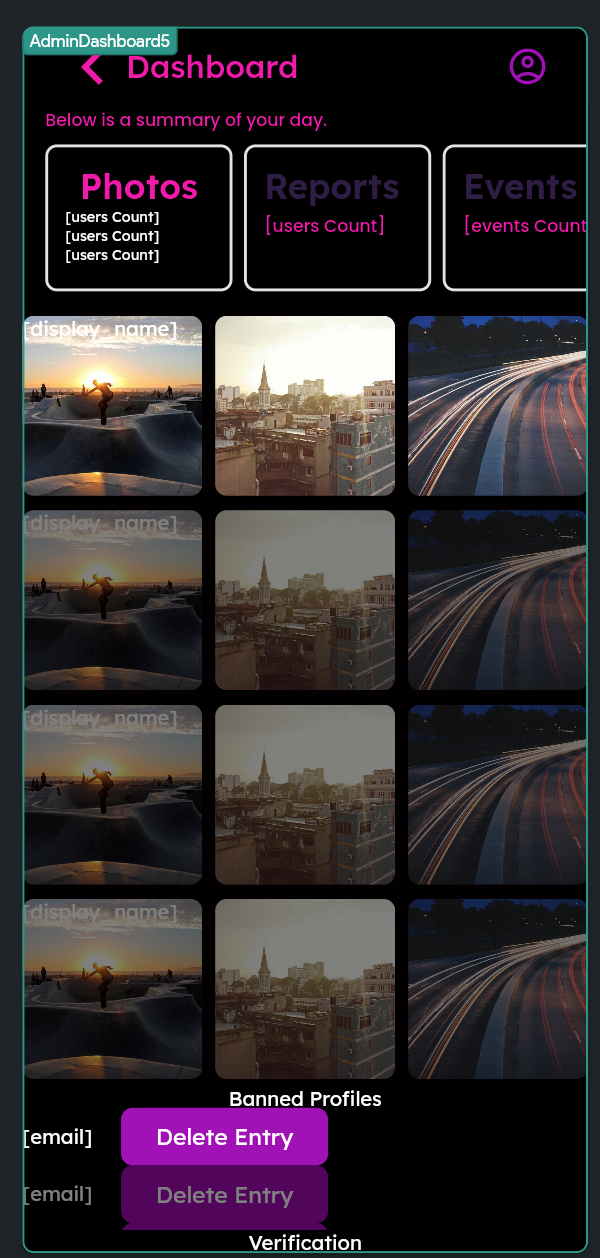 AdminDashboard5
Dashboard
Below is a summary of your day.
Photos
[users Count]
[users Count]
[users Count]
Reports
[users Count]
Events
[events Count
[display_name]
[display_name]
[display_name]
[display_name]
Banned Profiles
[email] Delete Entry
[email] Delete Entry
Verification